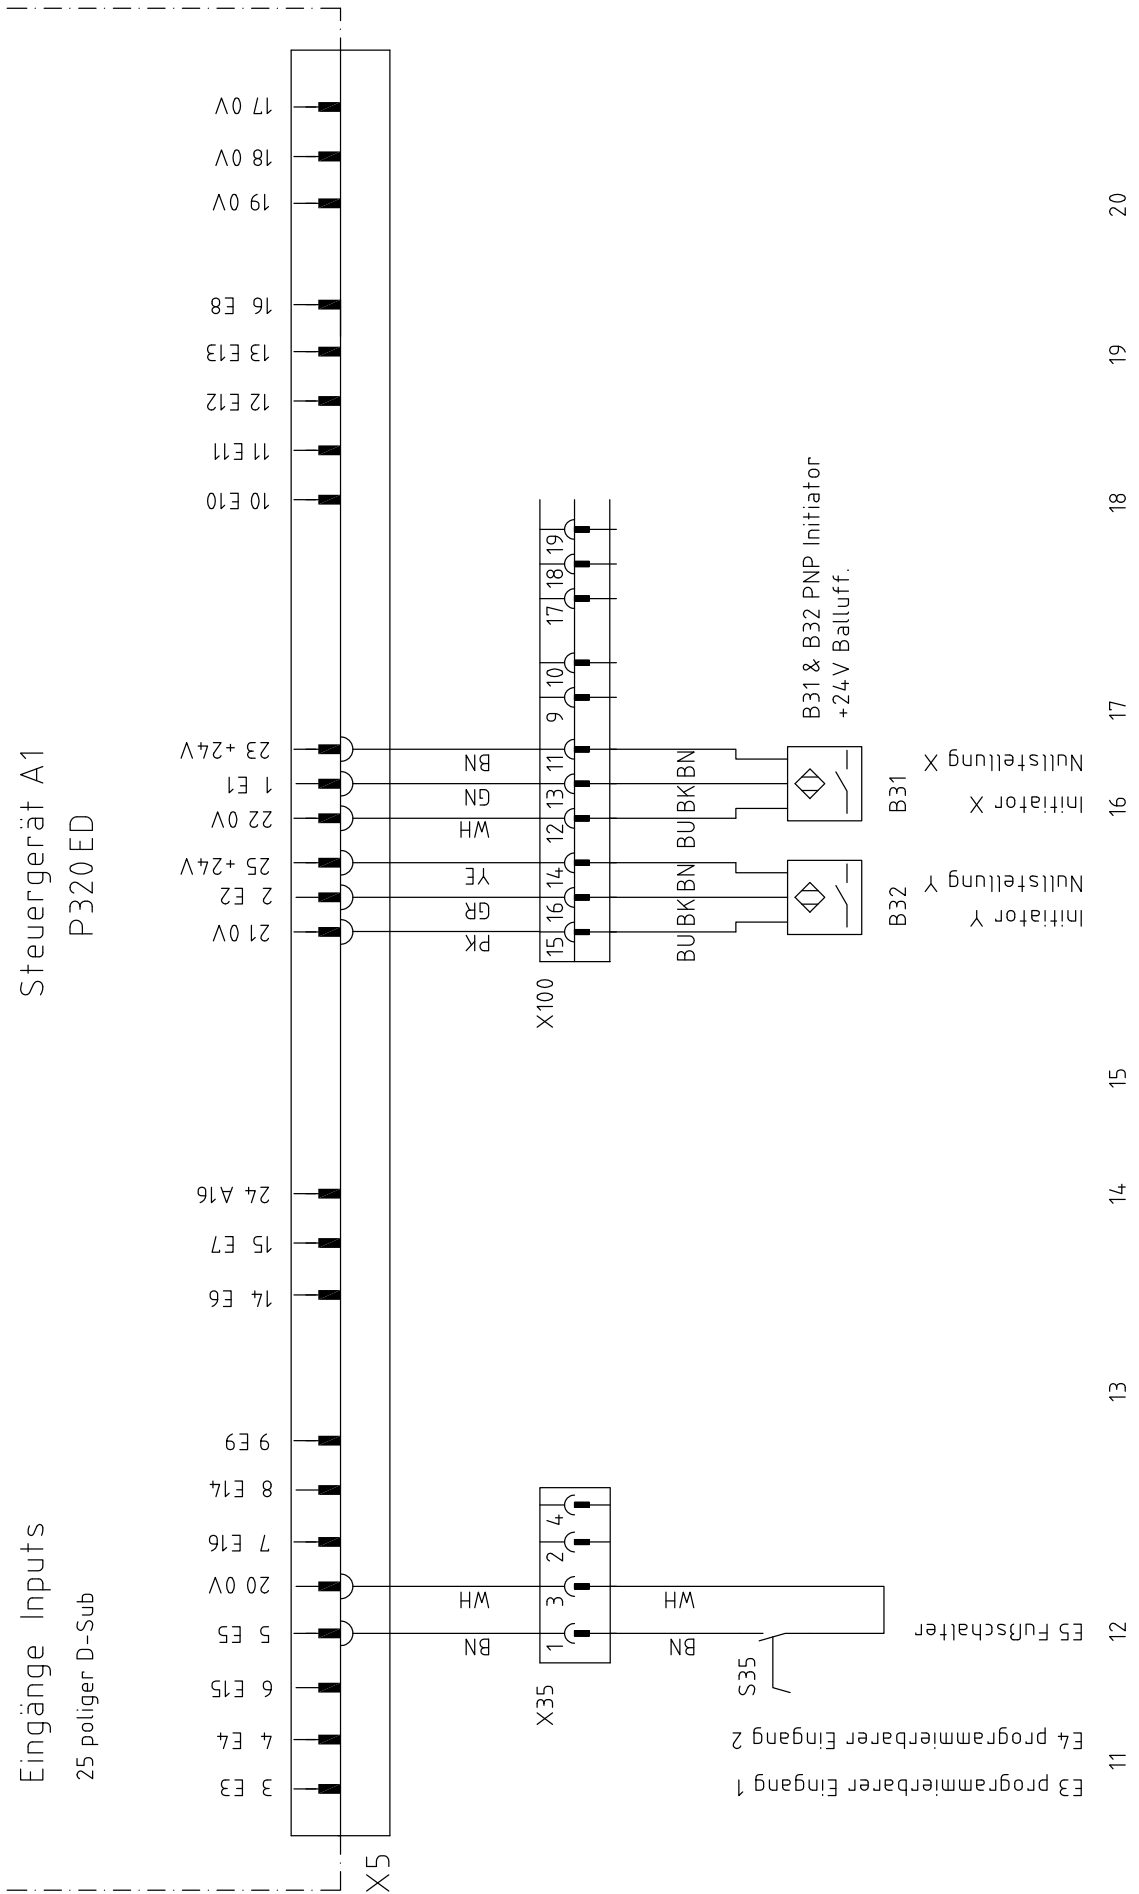 Eingänge Inputs
25 poliger D-Sub
Steuergerät A1
P320 ED
3 E3
4 E4
6 E15
5 E5
20 0V
7 E16
8 E14
9 E9
14 E6
15 E7
24 A16
21 0V
2 E2
25 +24V
22 0V
1 E1
23 +24V
10 E10
11 E11
12 E12
13 E13
16 E8
19 0V
18 0V
17 0V
X5
BN
WH
PK
GR
YE
WH
GN
BN
X35
1
3
2
4
X100
15
16
14
12
13
11
9
10
17
18
19
BN
WH
BU
BK
BN
BU
BK
BN
S35
B32
B31
B31 & B32 PNP Initiator
+24V Balluff.
E3 programmierbarer Eingang 1
E4 programmierbarer Eingang 2
E5 Fußschalter
Initiator Y
Nullstellung Y
Initiator X
Nullstellung X
11
12
13
14
15
16
17
18
19
20